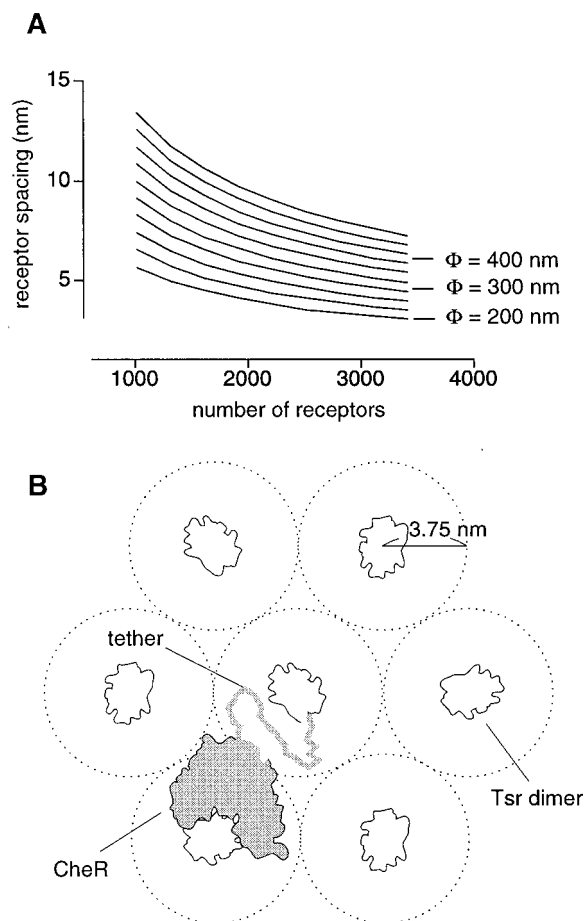 A
receptor spacing (nm)
15
10
5
Φ = 400 nm
Φ = 300 nm
Φ = 200 nm
1000
2000
3000
4000
number of receptors
B
3.75 nm
tether
Tsr dimer
CheR